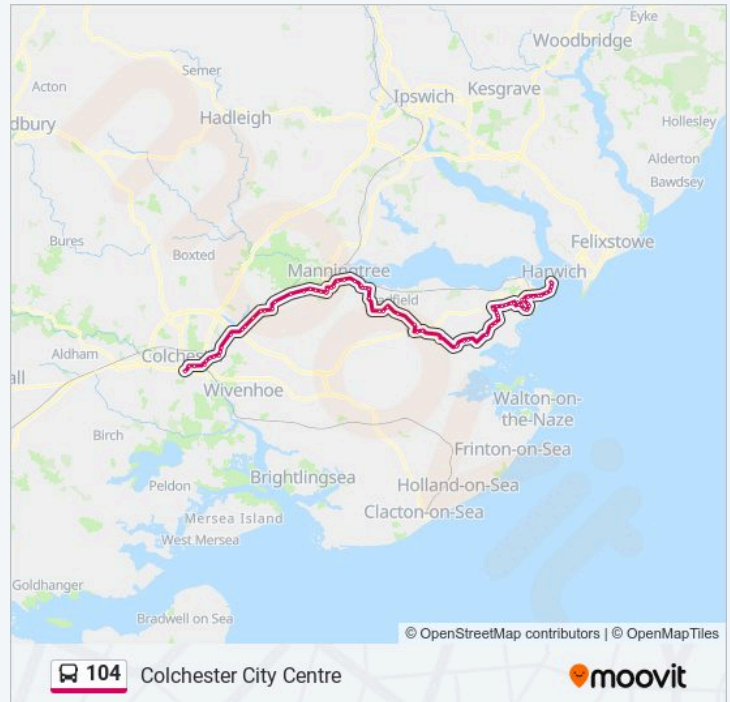 Eyke
Woodbridge
Semer
Acton
Ipswich
Kesgrave
Hadleigh
dbury
Hollesley
Alderton
Bawdsey
Bures
Boxted
Felixstowe
Manningtree
Harwich
adfield
Aldham
Colchest
all
Wivenhoe
Walton-on-
the-Naze
Birch
Frinton-on-Sea
Peldon
Brightlingsea
Holland-on-Sea
Mersea Island
Clacton-on-Sea
West Mersea
Goldhanger
Bradwell on Sea
© OpenStreetMap contributors | © OpenMapTiles
104 Colchester City Centre
moovit